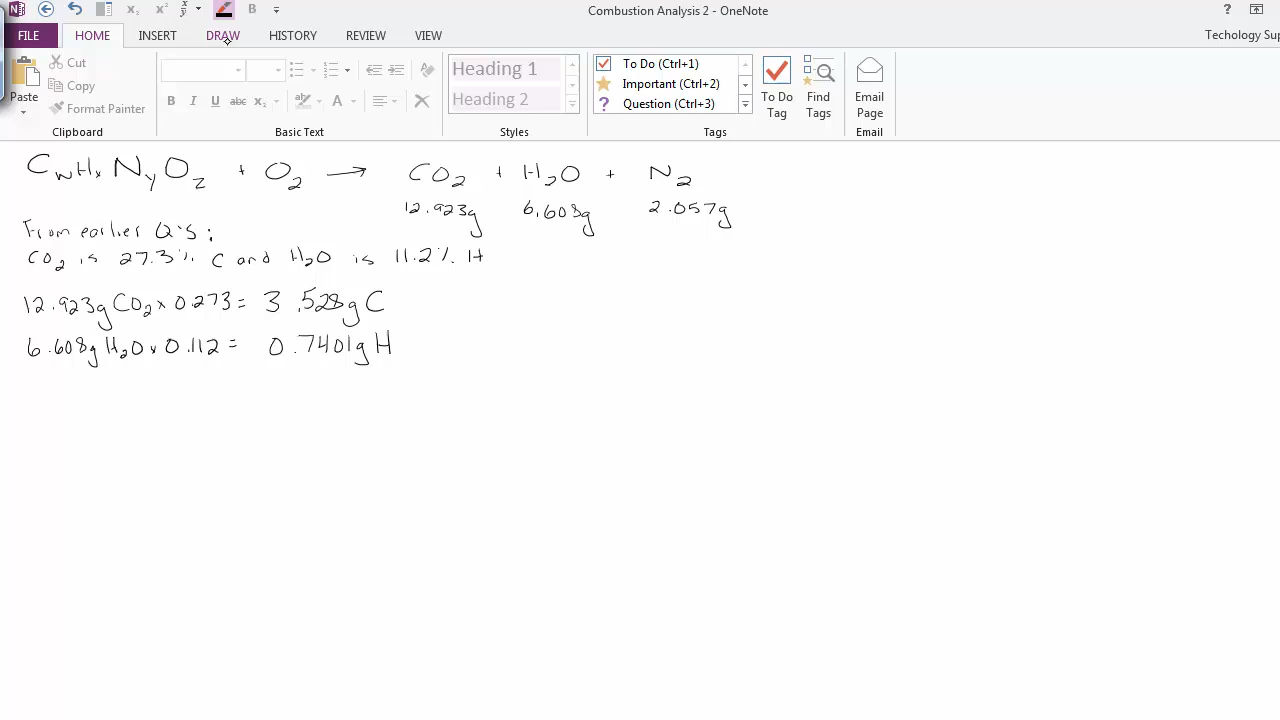 Combustion Analysis 2 - OneNote
FILE HOME INSERT DRAW HISTORY REVIEW VIEW
Techology Sup
Paste
Cut
Copy
Format Painter
Clipboard
B I U abc x₂ A
Basic Text
Heading 1
Heading 2
Styles
To Do (Ctrl+1)
Important (Ctrl+2)
Question (Ctrl+3)
To Do Tag
Find Tags
Tags
Email Page
Email
CwHxNyOz + O2 → CO2 + H2O + N2
12.923g 6.608g 2.057g
From earlier Q's:
CO2 is 27.3% C and H2O is 11.2% H
12.923g CO2 x 0.273 = 3.528g C
6.608g H2O x 0.112 = 0.7401g H